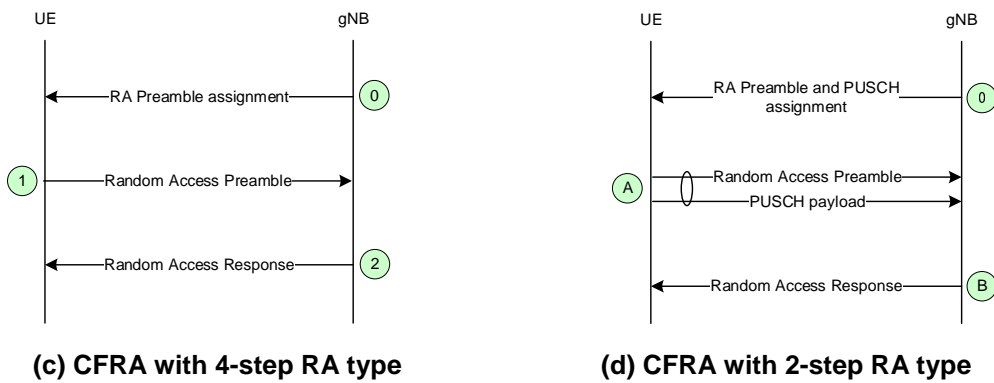 UE
gNB
RA Preamble assignment
0
1
Random Access Preamble
Random Access Response
2
(c) CFRA with 4-step RA type
UE
gNB
RA Preamble and PUSCH
assignment
0
A
Random Access Preamble
PUSCH payload
Random Access Response
B
(d) CFRA with 2-step RA type